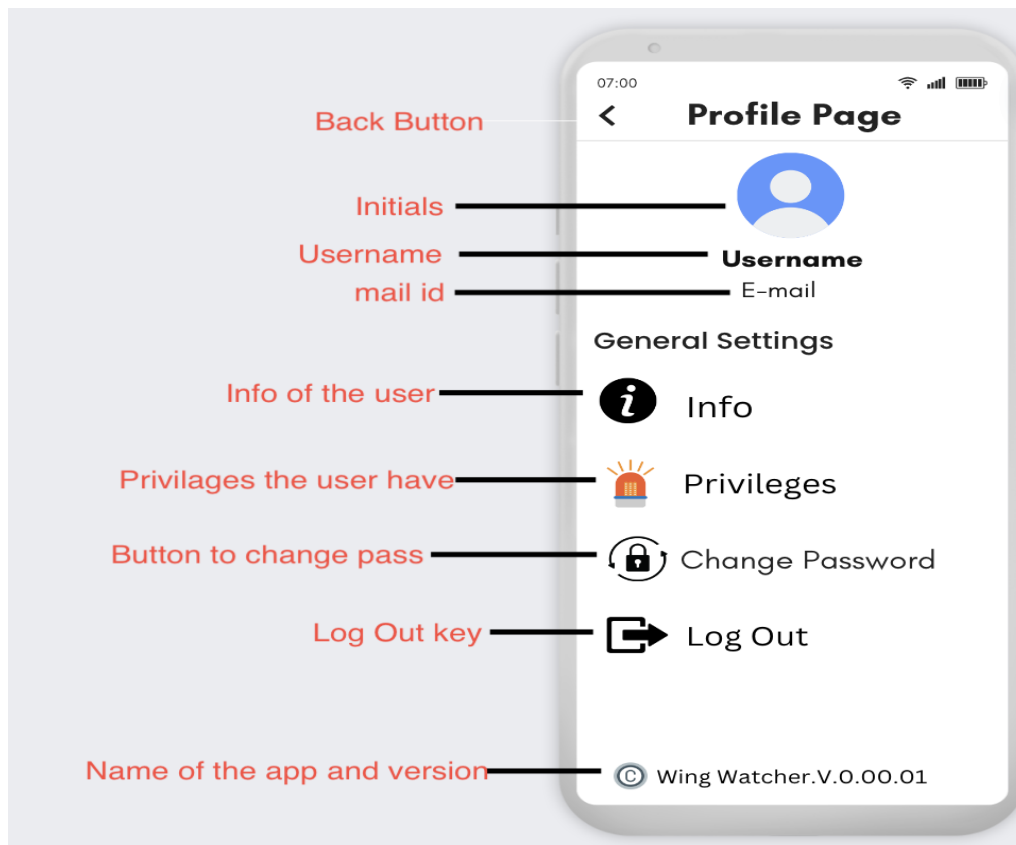 07:00
Back Button
Profile Page
Initials
Username
Username
mail id
E-mail
General Settings
Info of the user
Info
Privilages the user have
Privileges
Button to change pass
Change Password
Log Out key
Log Out
Name of the app and version
© Wing Watcher.V.0.00.01